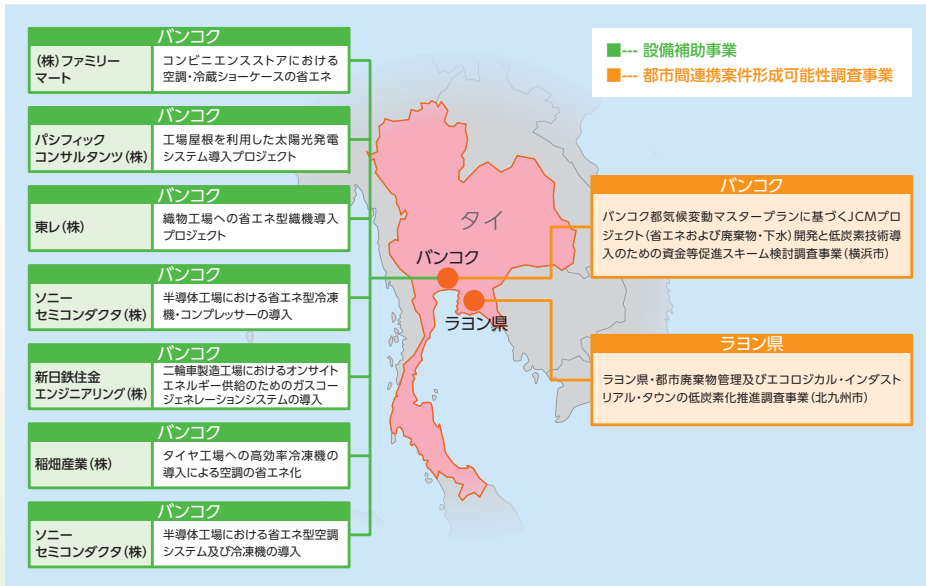 バンコク
(株)ファミリー
マート
コンビニエンスストアにおける
空調・冷蔵ショーケースの省エネ
バンコク
パシフィック
コンサルタンツ(株)
工場屋根を利用した太陽光発電
システム導入プロジェクト
バンコク
東レ(株)
織物工場への省エネ型織機導入
プロジェクト
バンコク
ソニー
セミコンダクタ(株)
半導体工場における省エネ型冷凍
機・コンプレッサーの導入
バンコク
新日鉄住金
エンジニアリング(株)
二輪車製造工場におけるオンサイト
エネルギー供給のためのガスコー
ジェネレーションシステムの導入
バンコク
稲畑産業(株)
タイヤ工場への高効率冷凍機の
導入による空調の省エネ化
バンコク
ソニー
セミコンダクタ(株)
半導体工場における省エネ型空調
システム及び冷凍機の導入
タイ
バンコク
ラヨン県
■--- 設備補助事業
■--- 都市間連携案件形成可能性調査事業
バンコク
バンコク都気候変動マスタープランに基づくJCMプロ
ジェクト(省エネおよび廃棄物・下水)開発と低炭素技術導
入のための資金等促進スキーム検討調査事業(横浜市)
ラヨン県
ラヨン県・都市廃棄物管理及びエコロジカル・インダスト
リアル・タウンの低炭素化推進調査事業(北九州市)